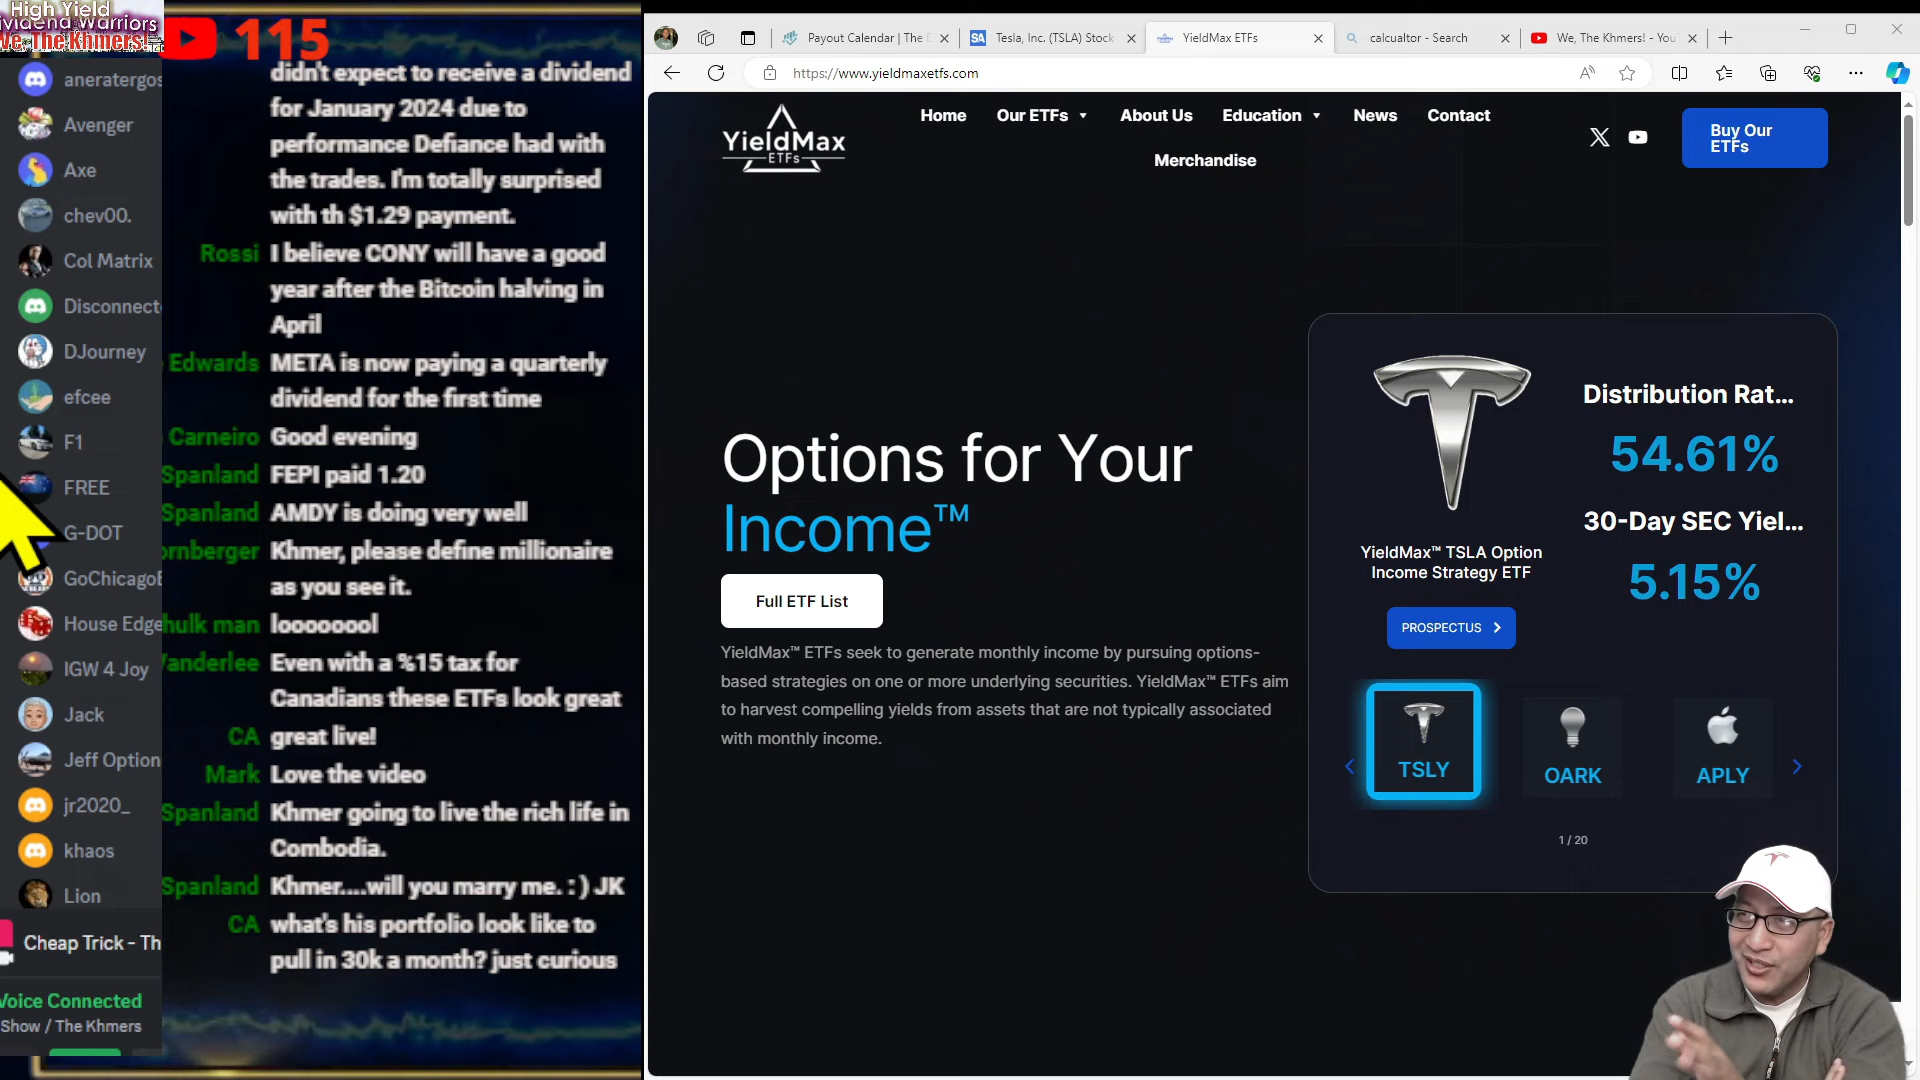 High Yield
ividend Warriors
We, The Khmers!
115
aneratergos
Avenger
Axe
chev00.
Col Matrix
Disconnect
DJourney
efcee
F1
FREE
G-DOT
GoChicago
House Edge
IGW 4 Joy
Jack
Jeff Option
jr2020_
khaos
Lion
Cheap Trick - Th
Voice Connected
Show / The Khmers
didn't expect to receive a dividend
for January 2024 due to
performance Defiance had with
the trades. I'm totally surprised
with th $1.29 payment.
Rossi I believe CONY will have a good
year after the Bitcoin halving in
April
Edwards META is now paying a quarterly
dividend for the first time
Carneiro Good evening
Spanland FEPI paid 1.20
Spanland AMDY is doing very well
ornberger Khmer, please define millionaire
as you see it.
hulk man looooooool
Vanderlee Even with a %15 tax for
Canadians these ETFs look great
CA great live!
Mark Love the video
Spanland Khmer going to live the rich life in
Combodia.
Spanland Khmer....will you marry me. : ) JK
CA what's his portfolio look like to
pull in 30k a month? just curious
Payout Calendar | The
SA Tesla, Inc. (TSLA) Stock
YieldMax ETFs
calcualtor - Search
We, The Khmers! - You
https://www.yieldmaxetfs.com
YieldMax
ETFs
Home Our ETFs About Us Education News Contact
Merchandise
Buy Our
ETFs
Options for Your
Income™
Full ETF List
YieldMax™ ETFs seek to generate monthly income by pursuing options-
based strategies on one or more underlying securities. YieldMax™ ETFs aim
to harvest compelling yields from assets that are not typically associated
with monthly income.
Distribution Rat...
54.61%
30-Day SEC Yiel...
5.15%
YieldMax™ TSLA Option
Income Strategy ETF
PROSPECTUS
TSLY
OARK
APLY
1 / 20